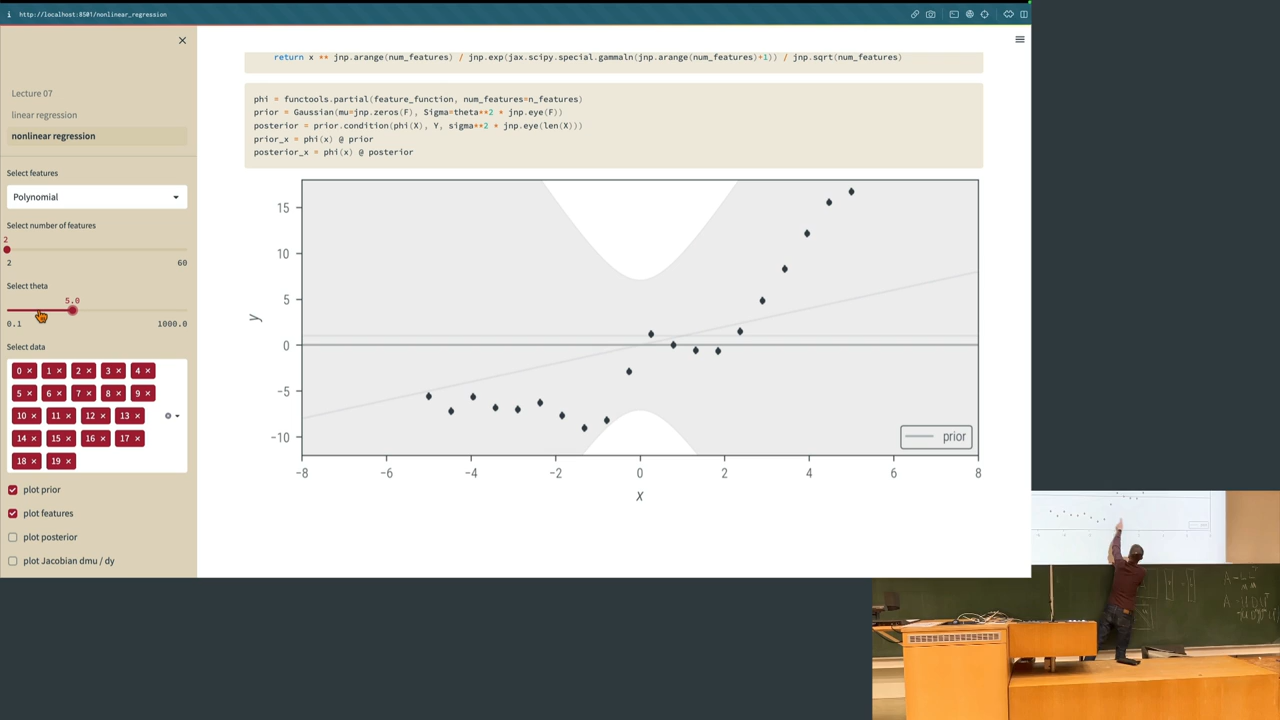 http://localhost:8501/nonlinear_regression
Lecture 07
linear regression
nonlinear regression
Select features
Polynomial
Select number of features
2
2 60
Select theta
5.0
0.1 1000.0
Select data
0 × 1 × 2 × 3 × 4 ×
5 × 6 × 7 × 8 × 9 ×
10 × 11 × 12 × 13 ×
14 × 15 × 16 × 17 ×
18 × 19 ×
plot prior
plot features
plot posterior
plot Jacobian dmu / dy
return x ** jnp.arange(num_features) / jnp.exp(jax.scipy.special.gammaln(jnp.arange(num_features)+1)) / jnp.sqrt(num_features)
phi = functools.partial(feature_function, num_features=n_features)
prior = Gaussian(mu=jnp.zeros(F), Sigma=theta**2 * jnp.eye(F))
posterior = prior.condition(phi(X), Y, sigma**2 * jnp.eye(len(X)))
prior_x = phi(x) @ prior
posterior_x = phi(x) @ posterior
15
10
5
0
−5
−10
y
−8 −6 −4 −2 0 2 4 6 8
x
prior